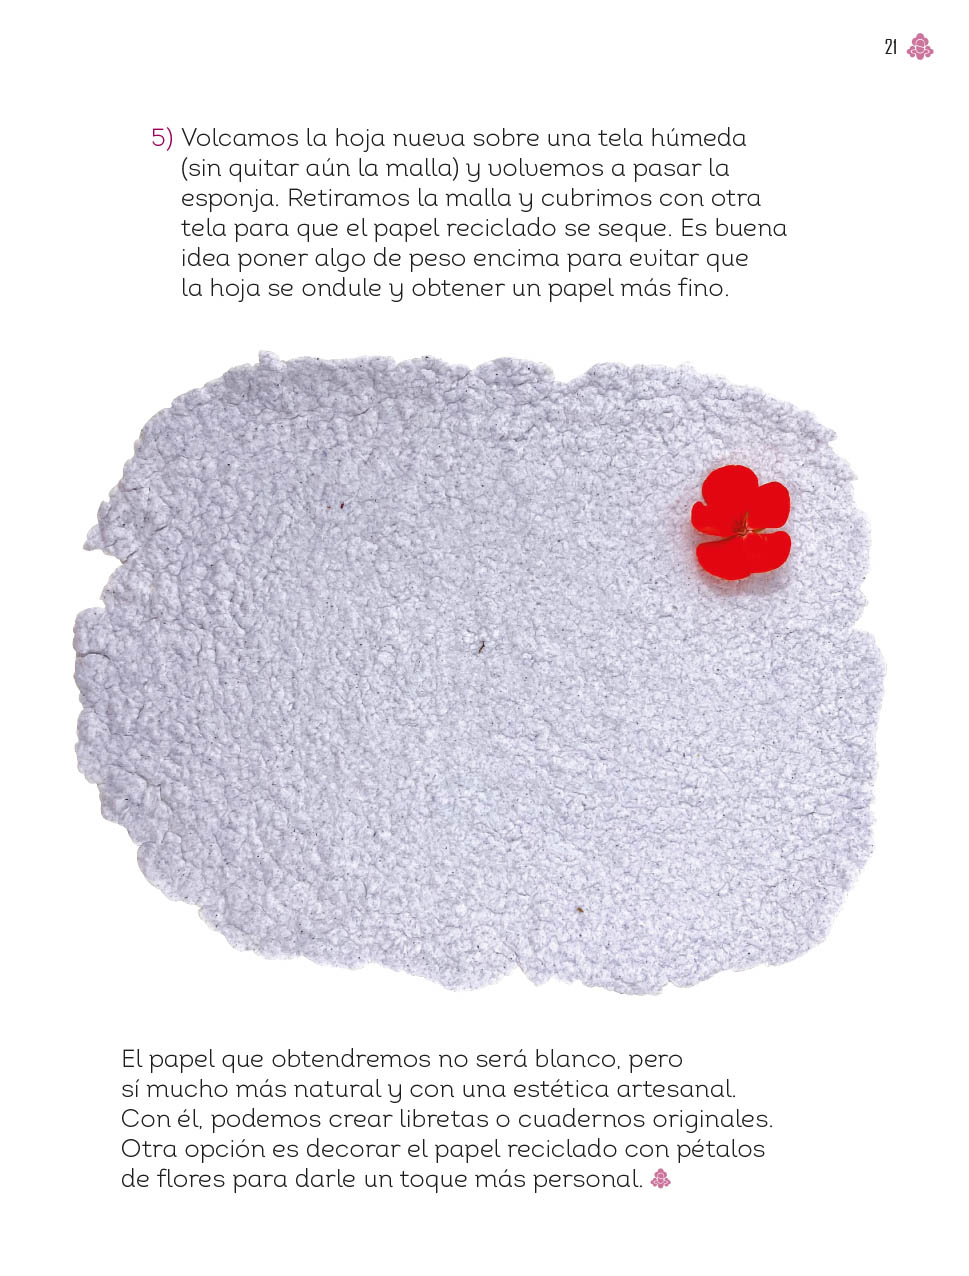 21
5) Volcamos la hoja nueva sobre una tela húmeda
(sin quitar aún la malla) y volvemos a pasar la
esponja. Retiramos la malla y cubrimos con otra
tela para que el papel reciclado se seque. Es buena
idea poner algo de peso encima para evitar que
la hoja se ondule y obtener un papel más fino.
El papel que obtendremos no será blanco, pero
sí mucho más natural y con una estética artesanal.
Con él, podemos crear libretas o cuadernos originales.
Otra opción es decorar el papel reciclado con pétalos
de flores para darle un toque más personal.